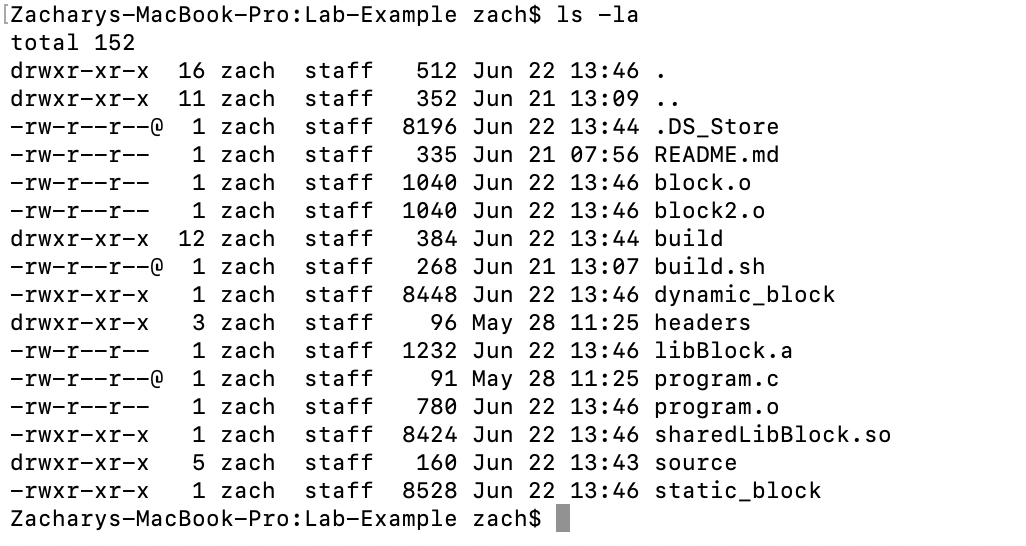 [Zacharys-MacBook-Pro:Lab-Example zach$ ls -la
total 152
drwxr-xr-x  16 zach  staff   512 Jun 22 13:46 .
drwxr-xr-x  11 zach  staff   352 Jun 21 13:09 ..
-rw-r--r--@  1 zach  staff  8196 Jun 22 13:44 .DS_Store
-rw-r--r--   1 zach  staff   335 Jun 21 07:56 README.md
-rw-r--r--   1 zach  staff  1040 Jun 22 13:46 block.o
-rw-r--r--   1 zach  staff  1040 Jun 22 13:46 block2.o
drwxr-xr-x  12 zach  staff   384 Jun 22 13:44 build
-rw-r--r--@  1 zach  staff   268 Jun 21 13:07 build.sh
-rwxr-xr-x   1 zach  staff  8448 Jun 22 13:46 dynamic_block
drwxr-xr-x   3 zach  staff    96 May 28 11:25 headers
-rw-r--r--   1 zach  staff  1232 Jun 22 13:46 libBlock.a
-rw-r--r--@  1 zach  staff    91 May 28 11:25 program.c
-rw-r--r--   1 zach  staff   780 Jun 22 13:46 program.o
-rwxr-xr-x   1 zach  staff  8424 Jun 22 13:46 sharedLibBlock.so
drwxr-xr-x   5 zach  staff   160 Jun 22 13:43 source
-rwxr-xr-x   1 zach  staff  8528 Jun 22 13:46 static_block
Zacharys-MacBook-Pro:Lab-Example zach$